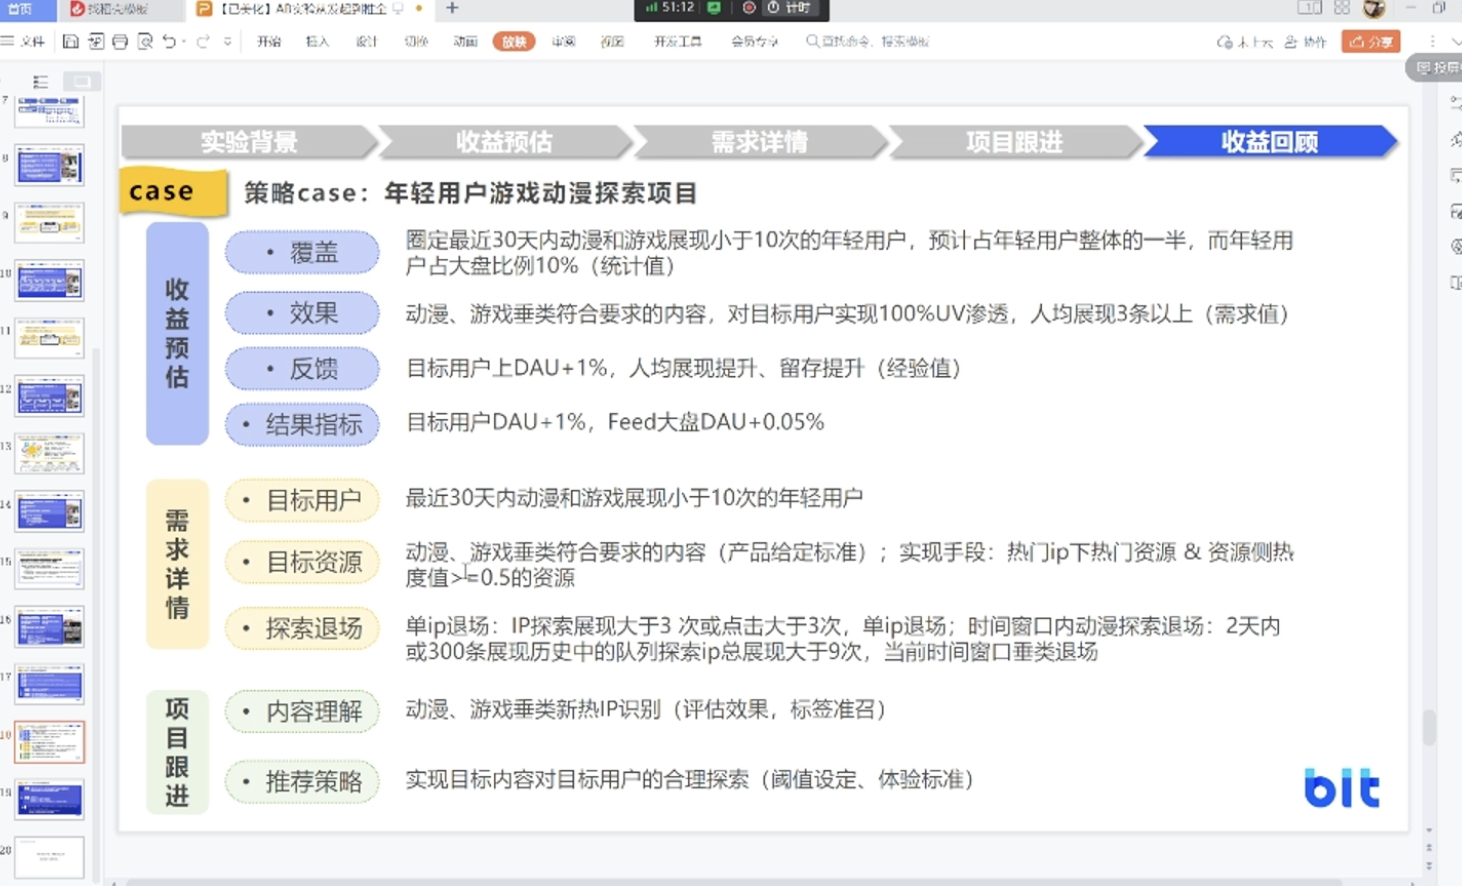 首页
找稻壳模板
【已美化】AB实验从发起到推全
51:12
计时
文件
开始
插入
设计
切换
动画
放映
审阅
视图
开发工具
会员专享
查找命令、搜索模板
未上云
协作
分享
投屏
实验背景
收益预估
需求详情
项目跟进
收益回顾
case
策略case：年轻用户游戏动漫探索项目
收益预估
• 覆盖
圈定最近30天内动漫和游戏展现小于10次的年轻用户，预计占年轻用户整体的一半，而年轻用
户占大盘比例10%（统计值）
• 效果
动漫、游戏垂类符合要求的内容，对目标用户实现100%UV渗透，人均展现3条以上（需求值）
• 反馈
目标用户上DAU+1%，人均展现提升、留存提升（经验值）
• 结果指标
目标用户DAU+1%，Feed大盘DAU+0.05%
需求详情
• 目标用户
最近30天内动漫和游戏展现小于10次的年轻用户
• 目标资源
动漫、游戏垂类符合要求的内容（产品给定标准）；实现手段：热门ip下热门资源 & 资源侧热
度值>=0.5的资源
• 探索退场
单ip退场：IP探索展现大于3 次或点击大于3次，单ip退场；时间窗口内动漫探索退场：2天内
或300条展现历史中的队列探索ip总展现大于9次，当前时间窗口垂类退场
项目跟进
• 内容理解
动漫、游戏垂类新热IP识别（评估效果，标签准召）
• 推荐策略
实现目标内容对目标用户的合理探索（阈值设定、体验标准）
bit
7
8
9
10
11
12
13
14
15
16
17
19
20